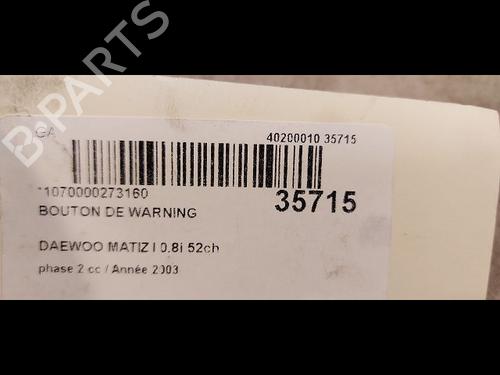 B-PARTS
GA
40200010 35715
*1070000273160
35715
BOUTON DE WARNING
DAEWOO MATIZ I 0.8i 52ch
phase 2 cc / Année 2003